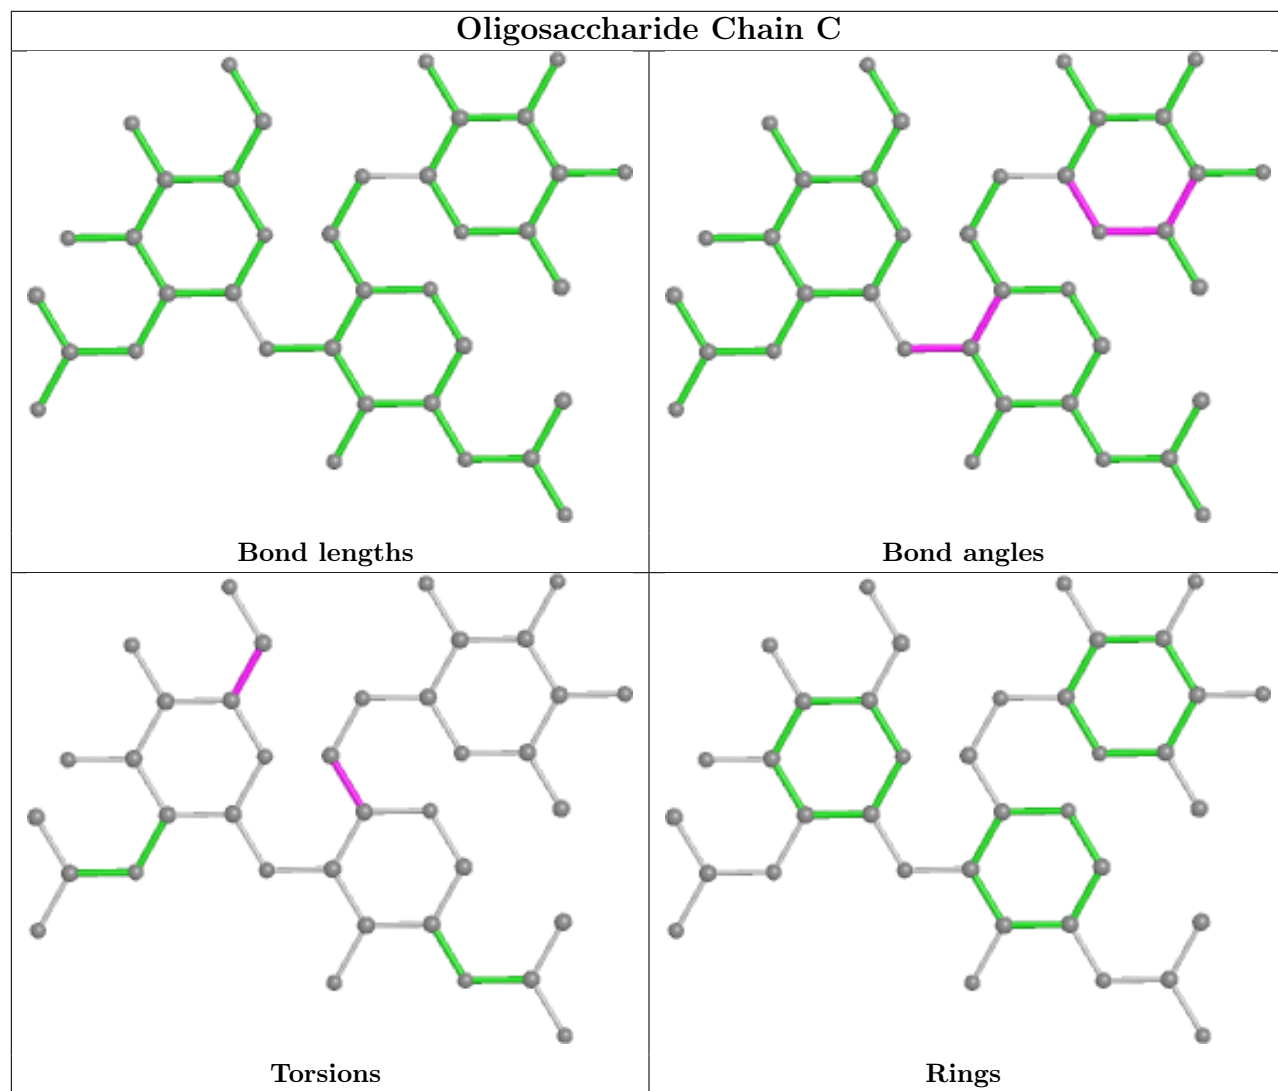 Oligosaccharide Chain C
Bond lengths
Bond angles
Torsions
Rings